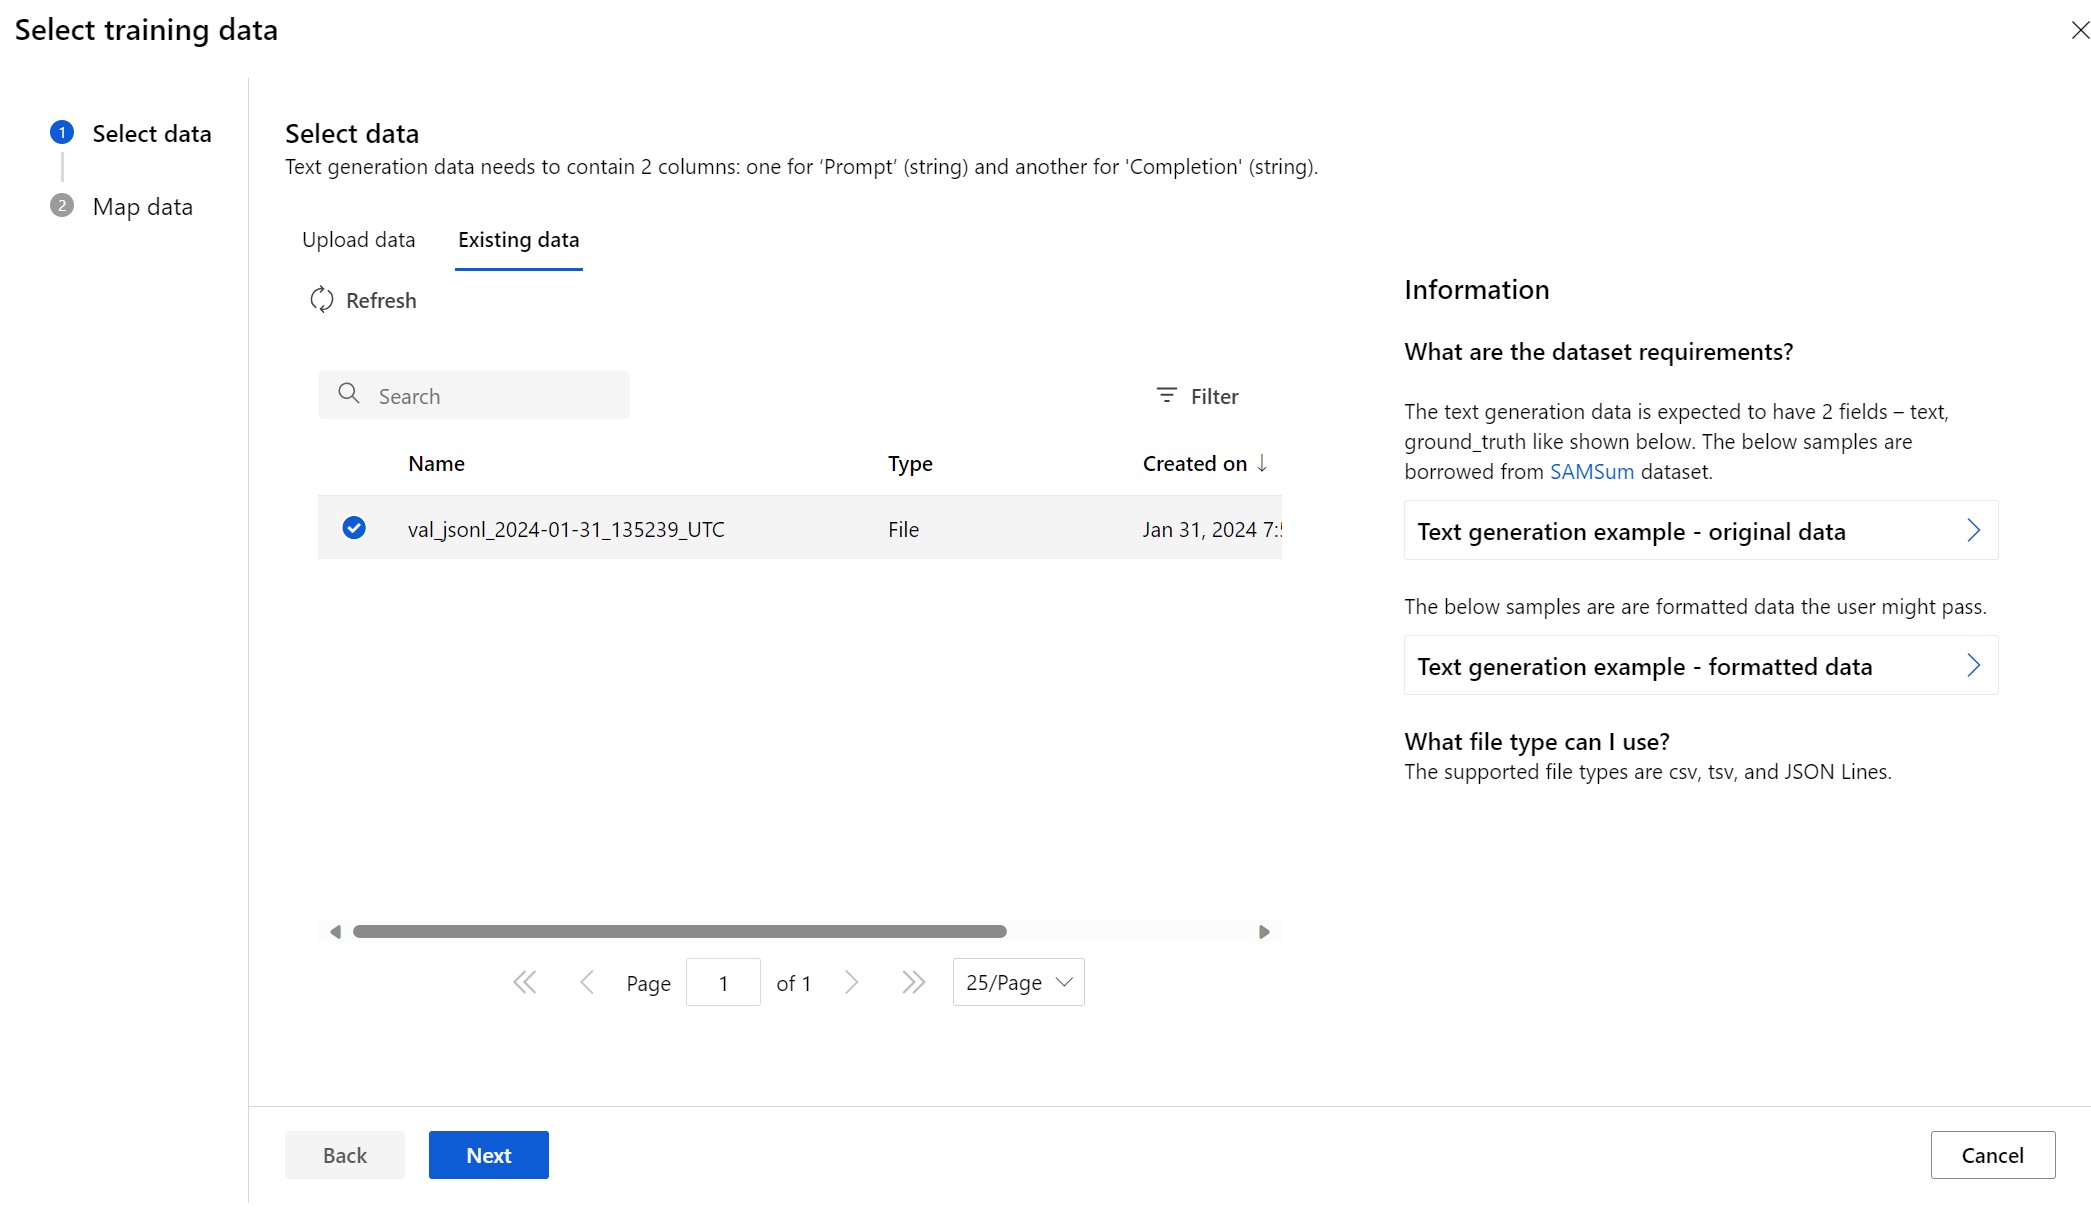 Select training data
1 Select data
2 Map data
Select data
Text generation data needs to contain 2 columns: one for ‘Prompt’ (string) and another for 'Completion' (string).
Upload data Existing data
Refresh
Search
Filter
Name Type Created on ↓
val_jsonl_2024-01-31_135239_UTC File Jan 31, 2024 7:
Page 1 of 1 25/Page
Information
What are the dataset requirements?
The text generation data is expected to have 2 fields – text,
ground_truth like shown below. The below samples are
borrowed from SAMSum dataset.
Text generation example - original data
The below samples are are formatted data the user might pass.
Text generation example - formatted data
What file type can I use?
The supported file types are csv, tsv, and JSON Lines.
Back Next Cancel